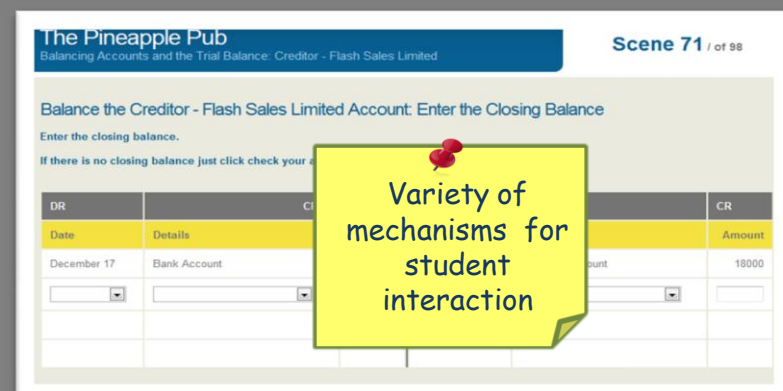 The Pineapple Pub
Balancing Accounts and the Trial Balance: Creditor - Flash Sales Limited
Scene 71 / of 98
Balance the Creditor - Flash Sales Limited Account: Enter the Closing Balance
Enter the closing balance.
If there is no closing balance just click check your
Variety of
mechanisms for
student
interaction
DR CR
Date Details Amount
December 17 Bank Account 18000